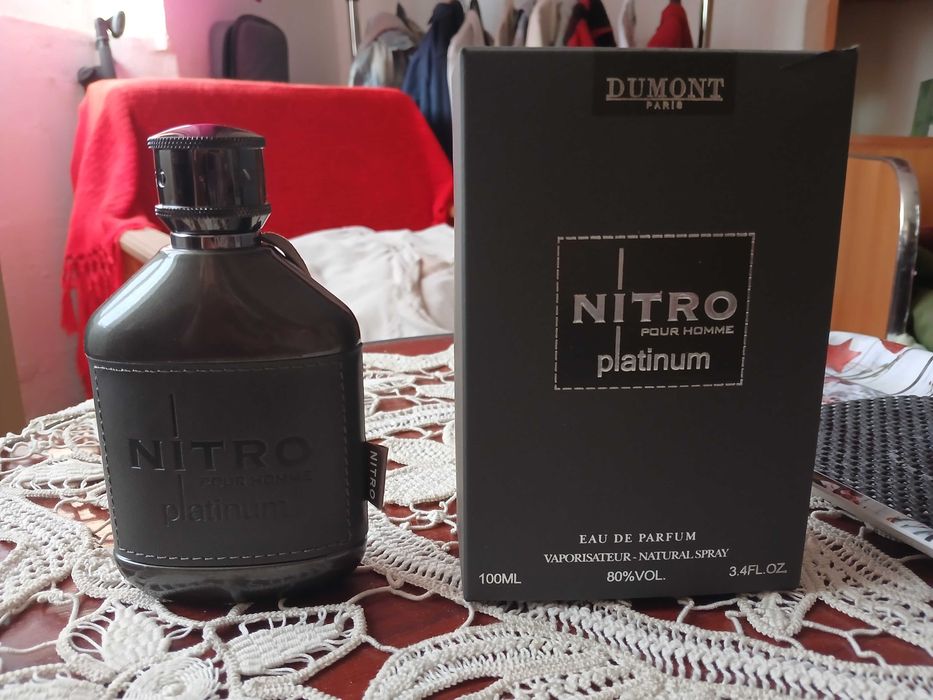 NITRO
POUR HOMME
platinum
NITRO
DUMONT
PARIS
NITRO
POUR HOMME
platinum
EAU DE PARFUM
VAPORISATEUR - NATURAL SPRAY
100ML 80%VOL. 3.4FL.OZ.